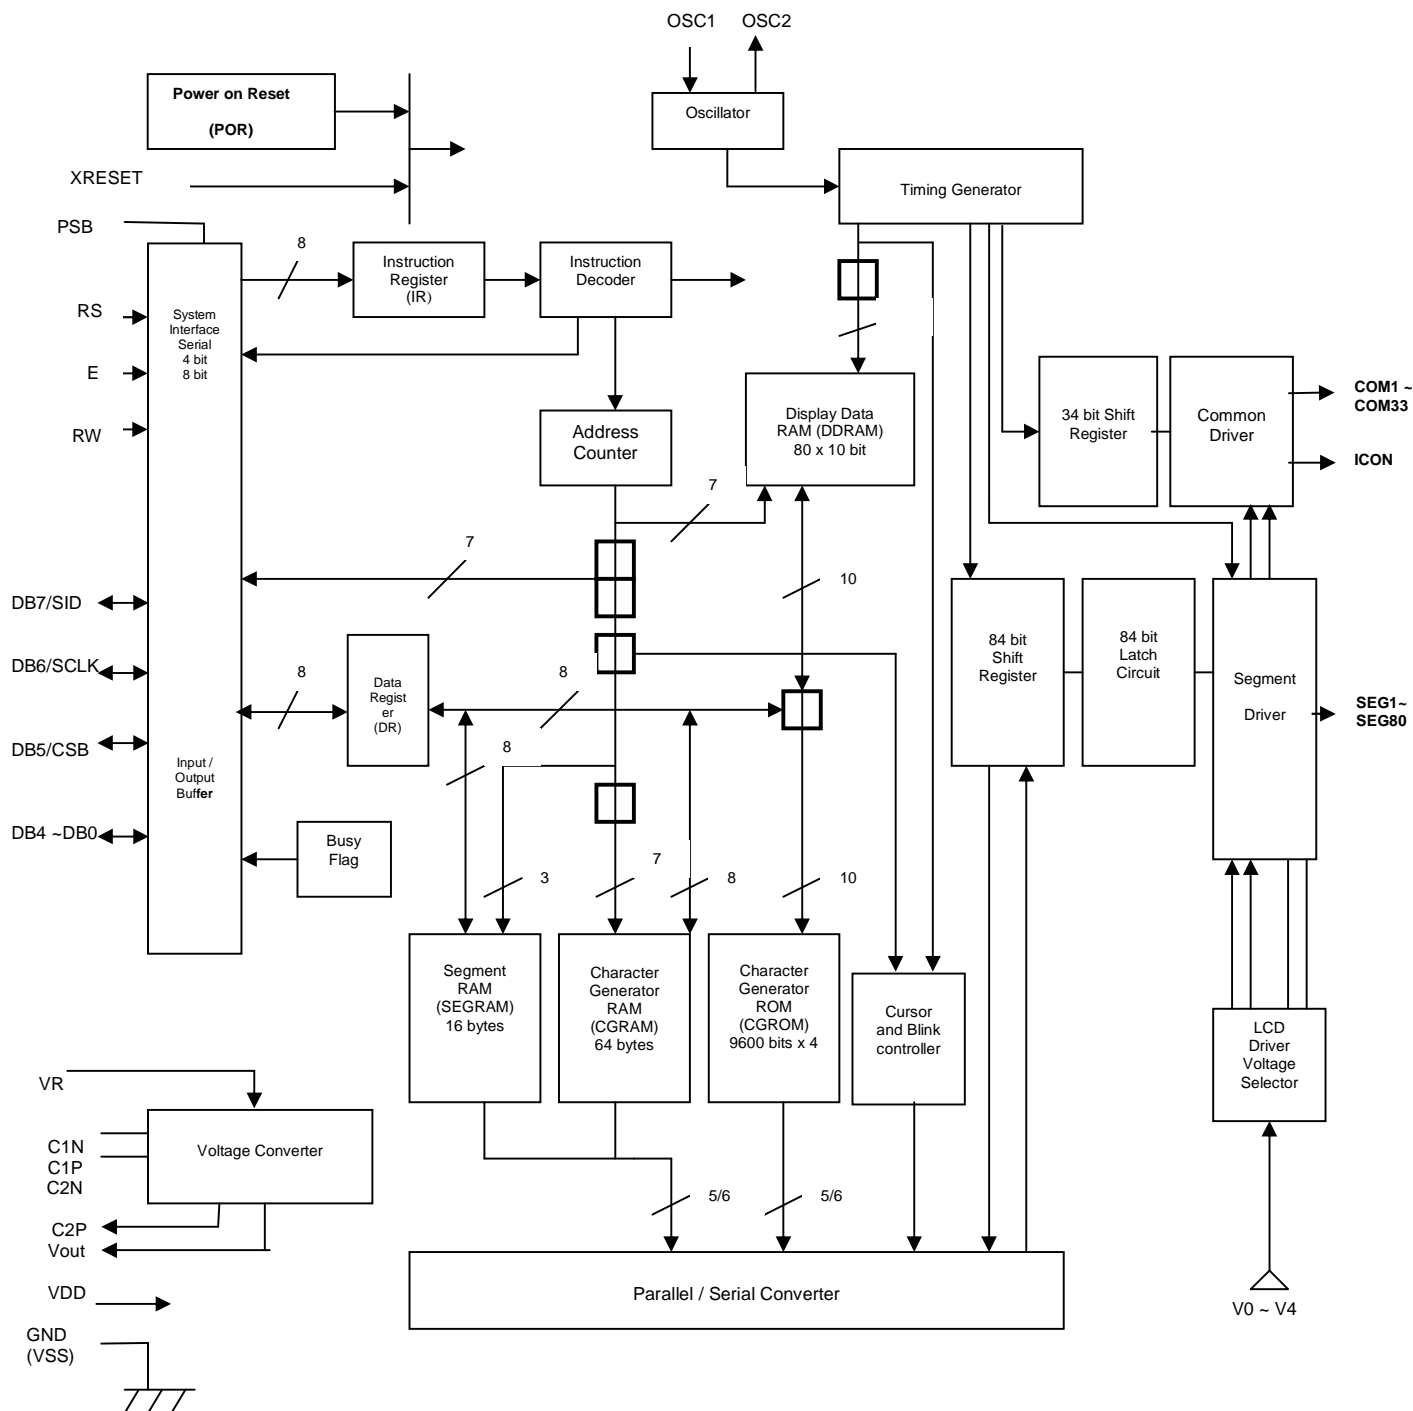 OSC1
OSC2
Power on Reset
(POR)
Oscillator
XRESET
Timing Generator
PSB
8
Instruction
Register
(IR)
Instruction
Decoder
RS
System
Interface
Serial
4 bit
8 bit
E
RW
Address
Counter
Display Data
RAM (DDRAM)
80 x 10 bit
34 bit Shift
Register
Common
Driver
COM1 ~
COM33
ICON
7
7
10
DB7/SID
DB6/SCLK
8
Data
Regist
er
(DR)
8
84 bit
Shift
Register
84 bit
Latch
Circuit
Segment
Driver
SEG1~
SEG80
DB5/CSB
8
Input /
Output
Buffer
DB4 ~DB0
Busy
Flag
3
7
8
10
Segment
RAM
(SEGRAM)
16 bytes
Character
Generator
RAM
(CGRAM)
64 bytes
Character
Generator
ROM
(CGROM)
9600 bits x 4
Cursor
and Blink
controller
LCD
Driver
Voltage
Selector
VR
Voltage Converter
C1N
C1P
C2N
C2P
Vout
5/6
5/6
VDD
Parallel / Serial Converter
V0 ~ V4
GND
(VSS)